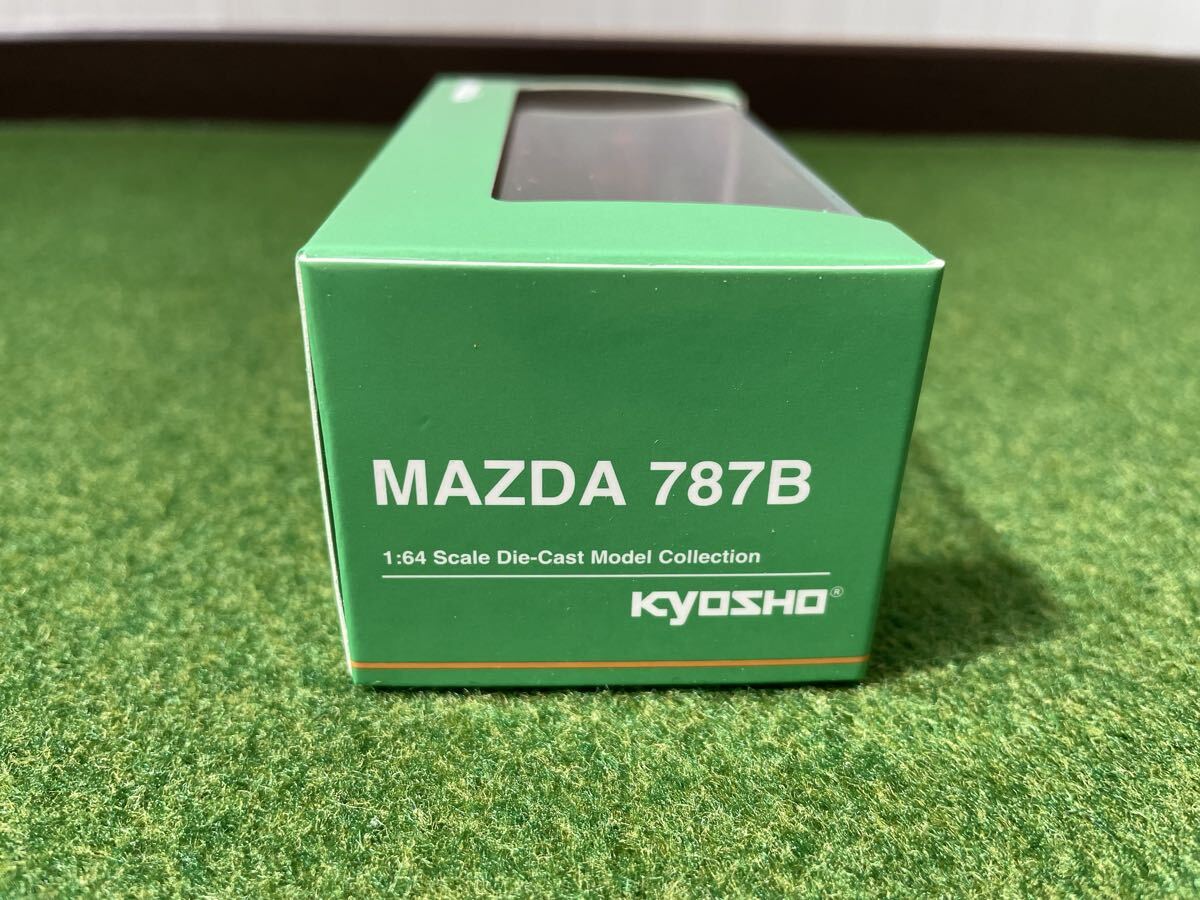 MAZDA 787B
1:64 Scale Die-Cast Model Collection
KYOSHO®